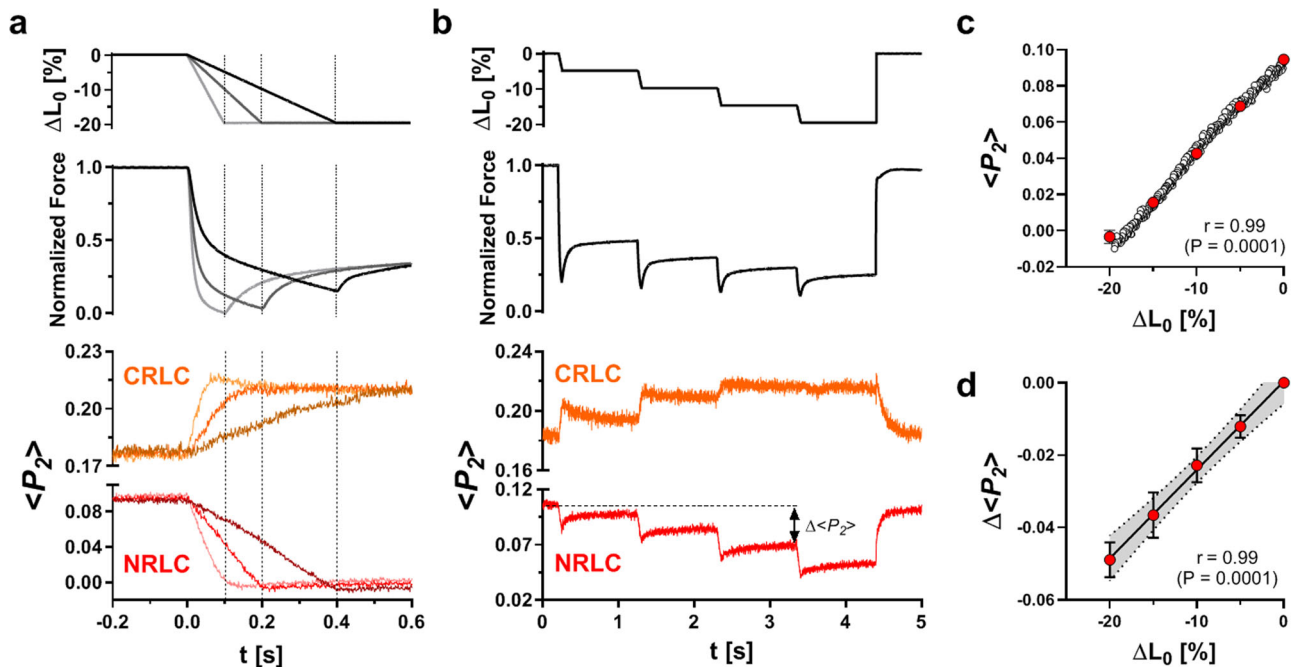 a
ΔL0 [%]
0
-10
-20
Normalized Force
1.0
0.5
0.0
<P2>
0.23
0.20
0.17
CRLC
0.08
0.04
0.00
NRLC
-0.2
0.0
0.2
0.4
0.6
t [s]
b
ΔL0 [%]
0
-10
-20
Normalized Force
1.0
0.5
0.0
<P2>
0.24
0.20
0.16
CRLC
0.10
0.07
0.04
Δ<P2>
NRLC
0
1
2
3
4
5
t [s]
c
<P2>
0.10
0.08
0.06
0.04
0.02
0.00
-0.02
r = 0.99
(P = 0.0001)
-20
-10
0
ΔL0 [%]
d
Δ<P2>
0.00
-0.02
-0.04
-0.06
r = 0.99
(P = 0.0001)
-20
-10
0
ΔL0 [%]